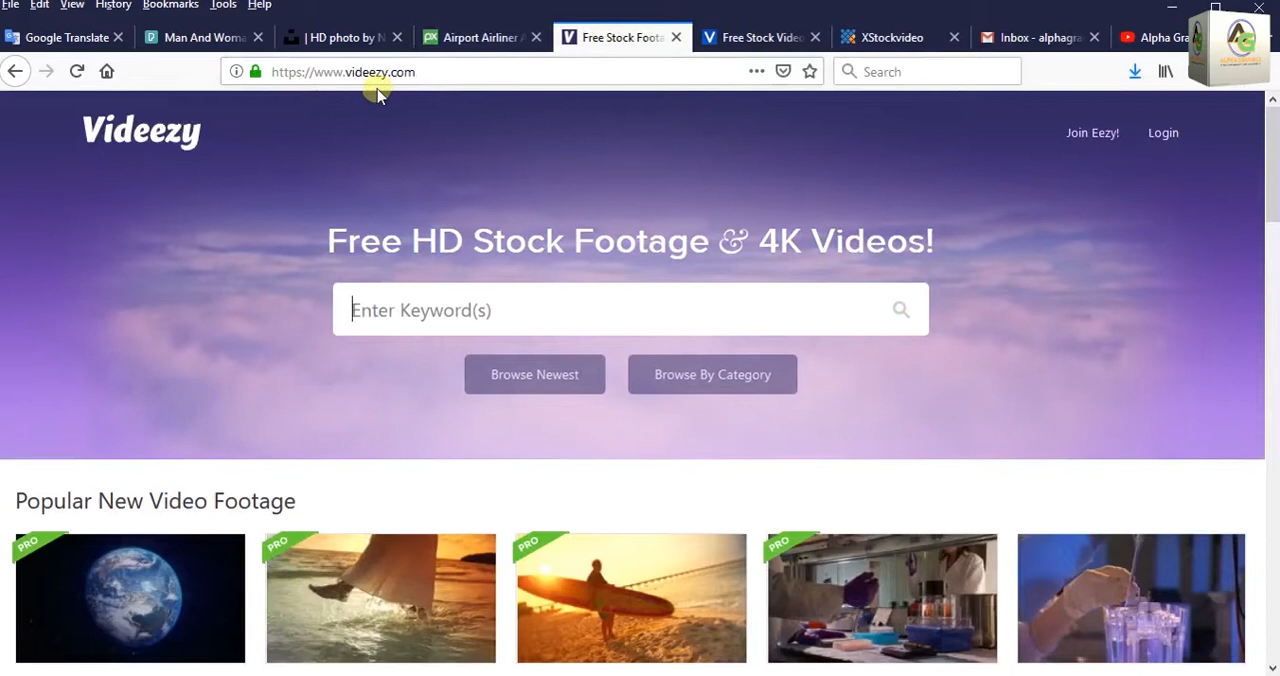 File Edit View History Bookmarks Tools Help
Google Translate
Man And Woma
| HD photo by N
px Airport Airliner A
V Free Stock Foota
V Free Stock Video
XStockvideo
Inbox - alphagra
Alpha Gra
https://www.videezy.com
Search
Videezy
Join Eezy! Login
Free HD Stock Footage & 4K Videos!
Enter Keyword(s)
Browse Newest Browse By Category
Popular New Video Footage
PRO PRO PRO PRO